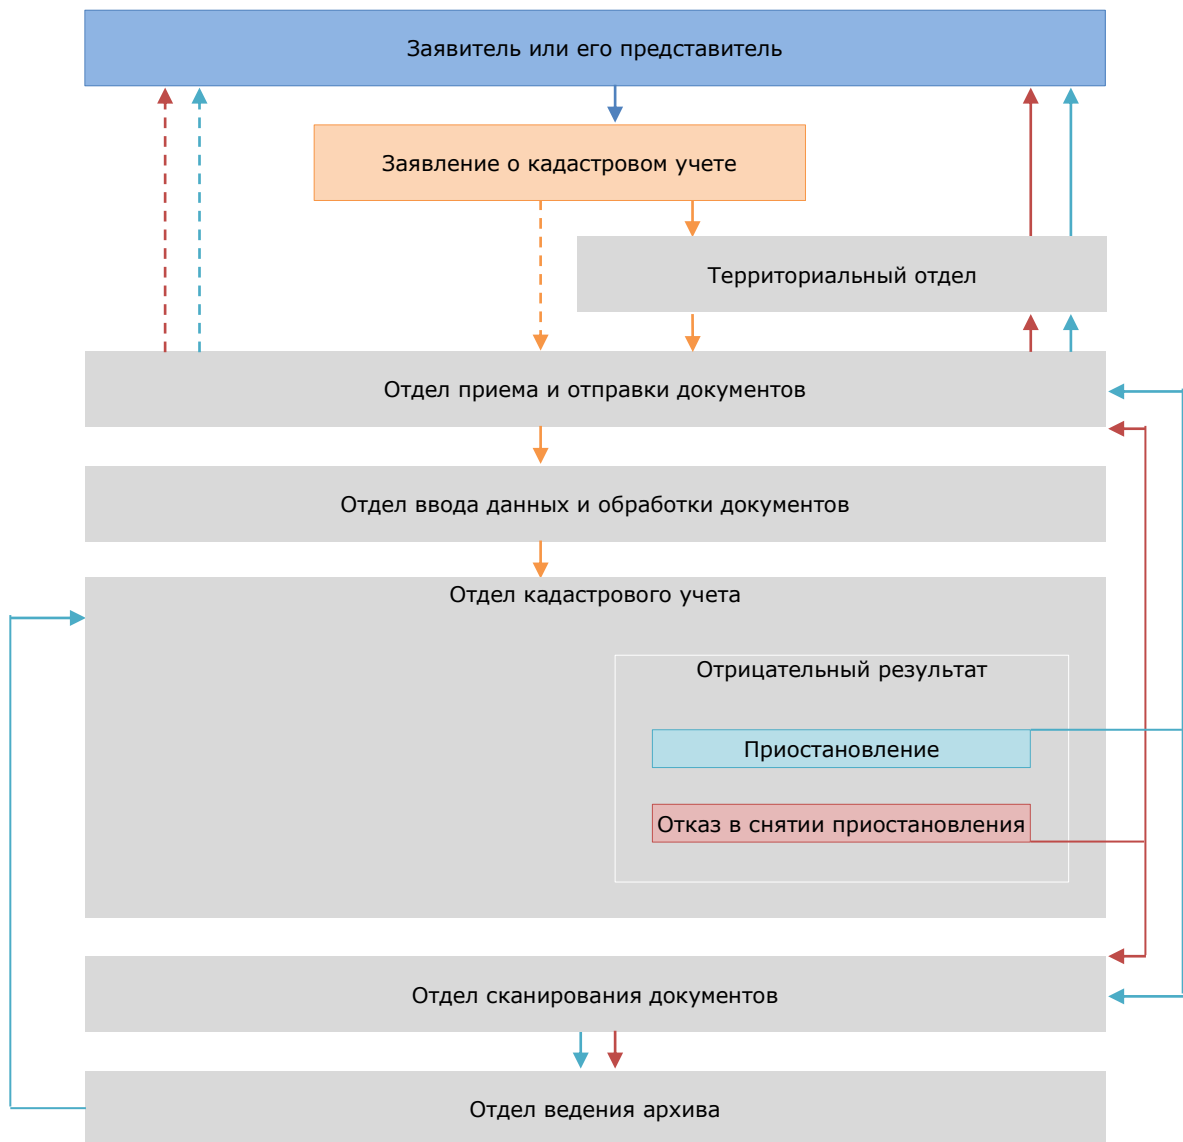 Заявитель или его представитель
Заявление о кадастровом учете
Территориальный отдел
Отдел приема и отправки документов
Отдел ввода данных и обработки документов
Отдел кадастрового учета
Отрицательный результат
Приостановление
Отказ в снятии приостановления
Отдел сканирования документов
Отдел ведения архива